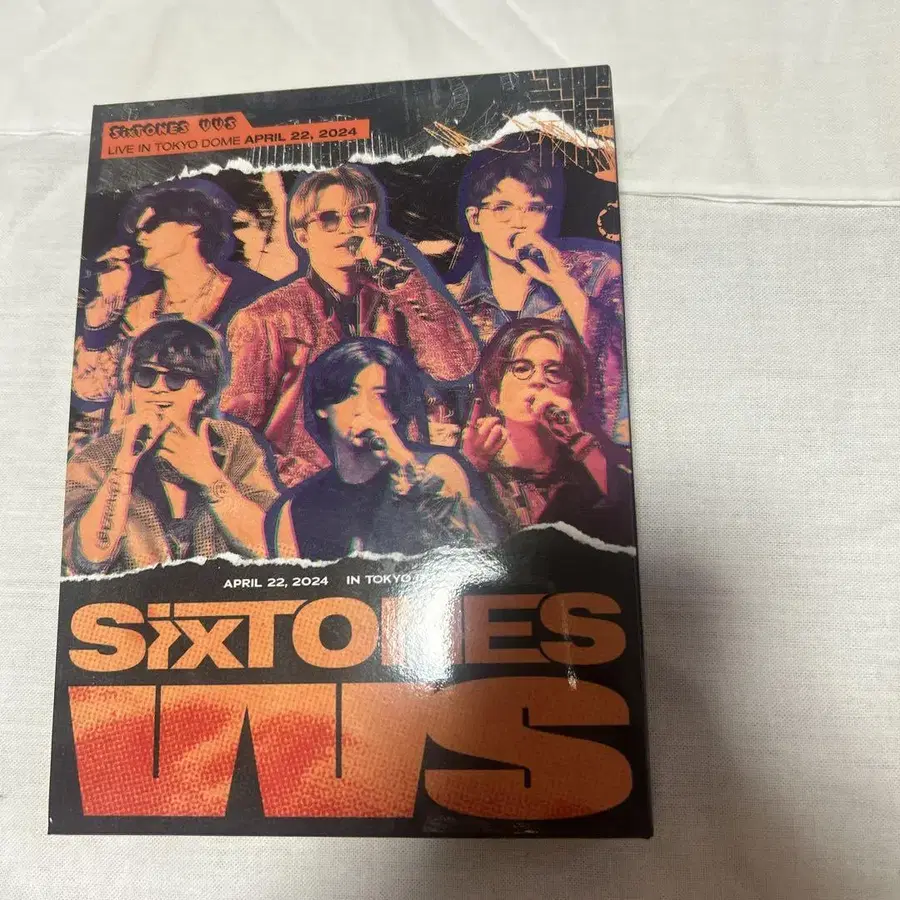 SixTONES VVS
LIVE IN TOKYO DOME APRIL 22, 2024
APRIL 22, 2024 IN TOKYO
SixTONES
VVS